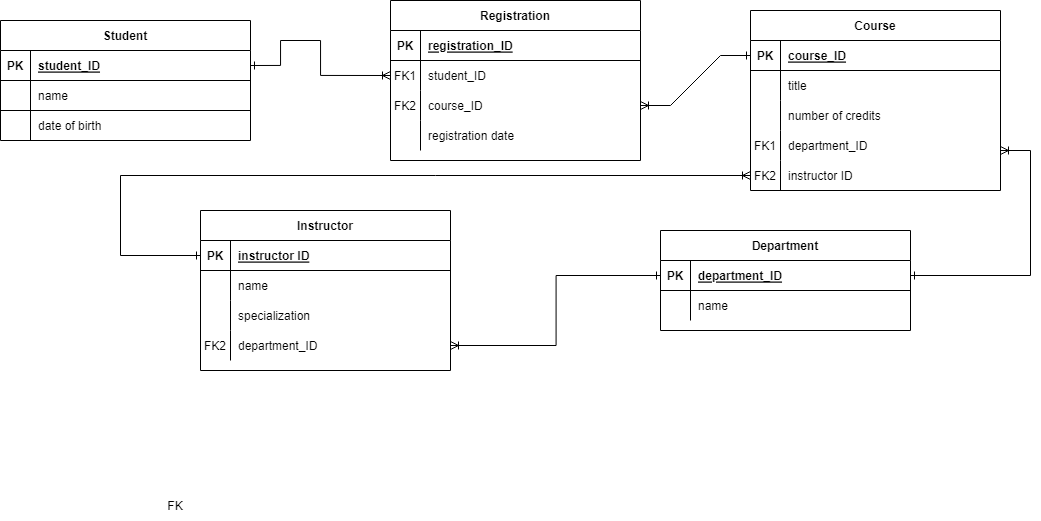 Student
PK student_ID
name
date of birth
Registration
PK registration_ID
FK1 student_ID
FK2 course_ID
registration date
Course
PK course_ID
title
number of credits
FK1 department_ID
FK2 instructor ID
Instructor
PK instructor ID
name
specialization
FK2 department_ID
Department
PK department_ID
name
FK